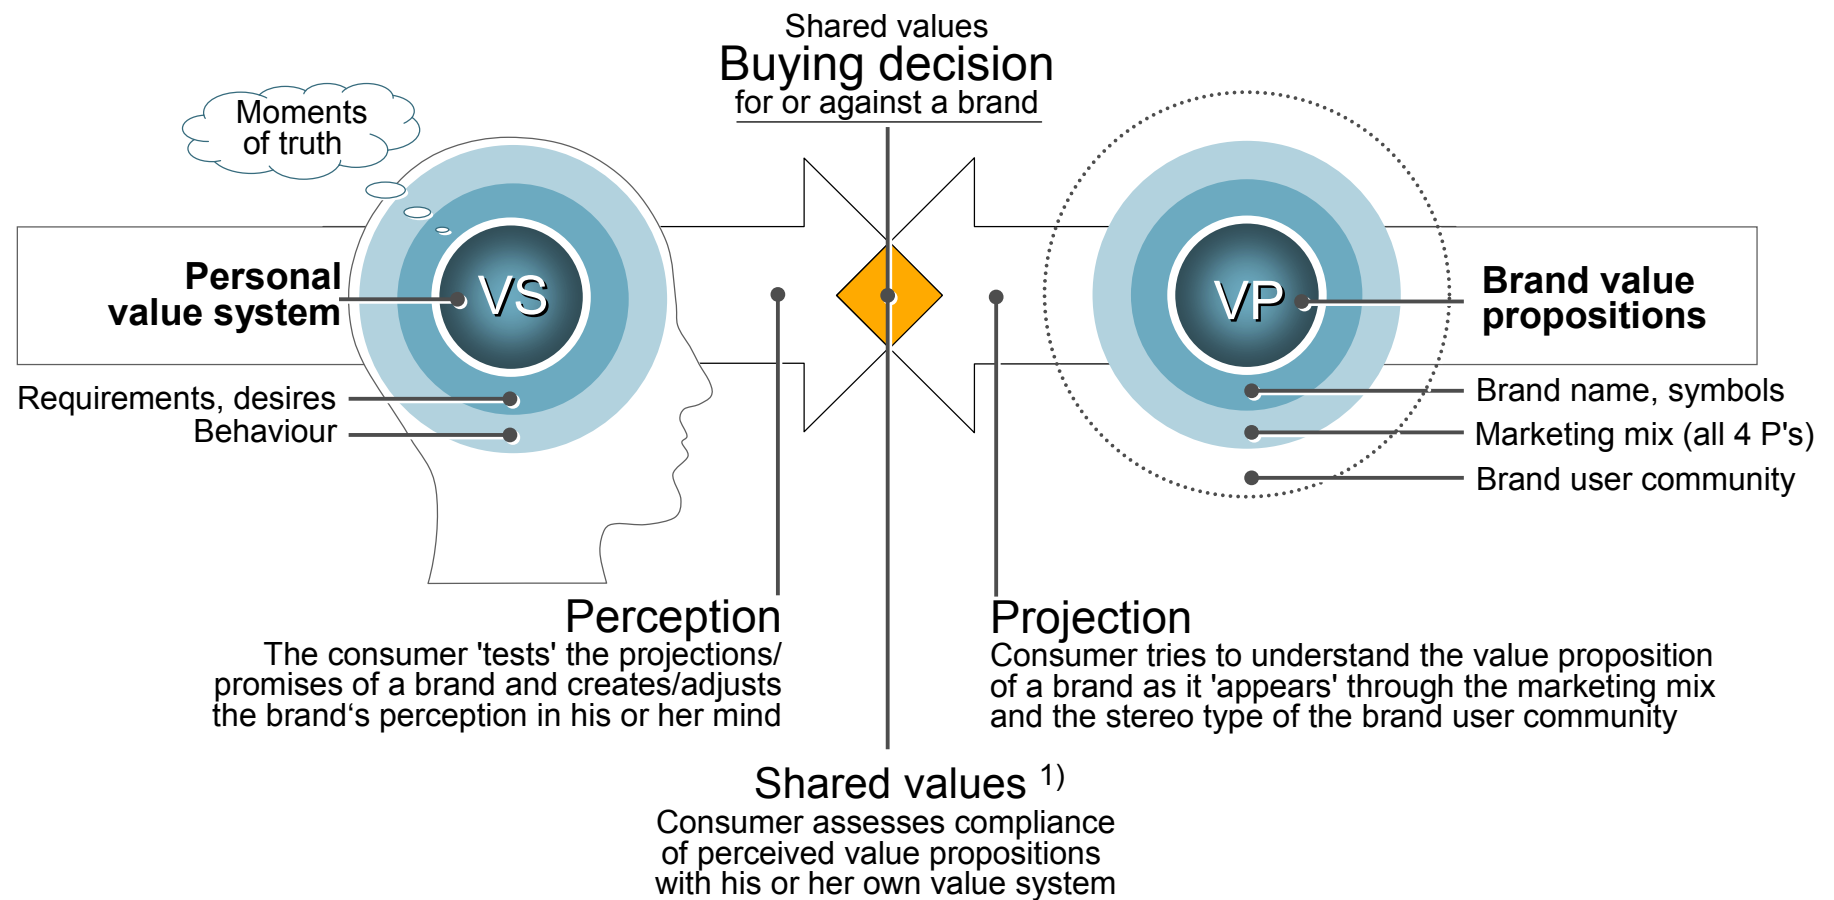 Shared values
Buying decision
for or against a brand
Moments
of truth
Personal
value system
VS
VP
Brand value
propositions
Requirements, desires
Behaviour
Brand name, symbols
Marketing mix (all 4 P's)
Brand user community
Perception
The consumer 'tests' the projections/
promises of a brand and creates/adjusts
the brand‘s perception in his or her mind
Projection
Consumer tries to understand the value proposition
of a brand as it 'appears' through the marketing mix
and the stereo type of the brand user community
Shared values 1)
Consumer assesses compliance
of perceived value propositions
with his or her own value system